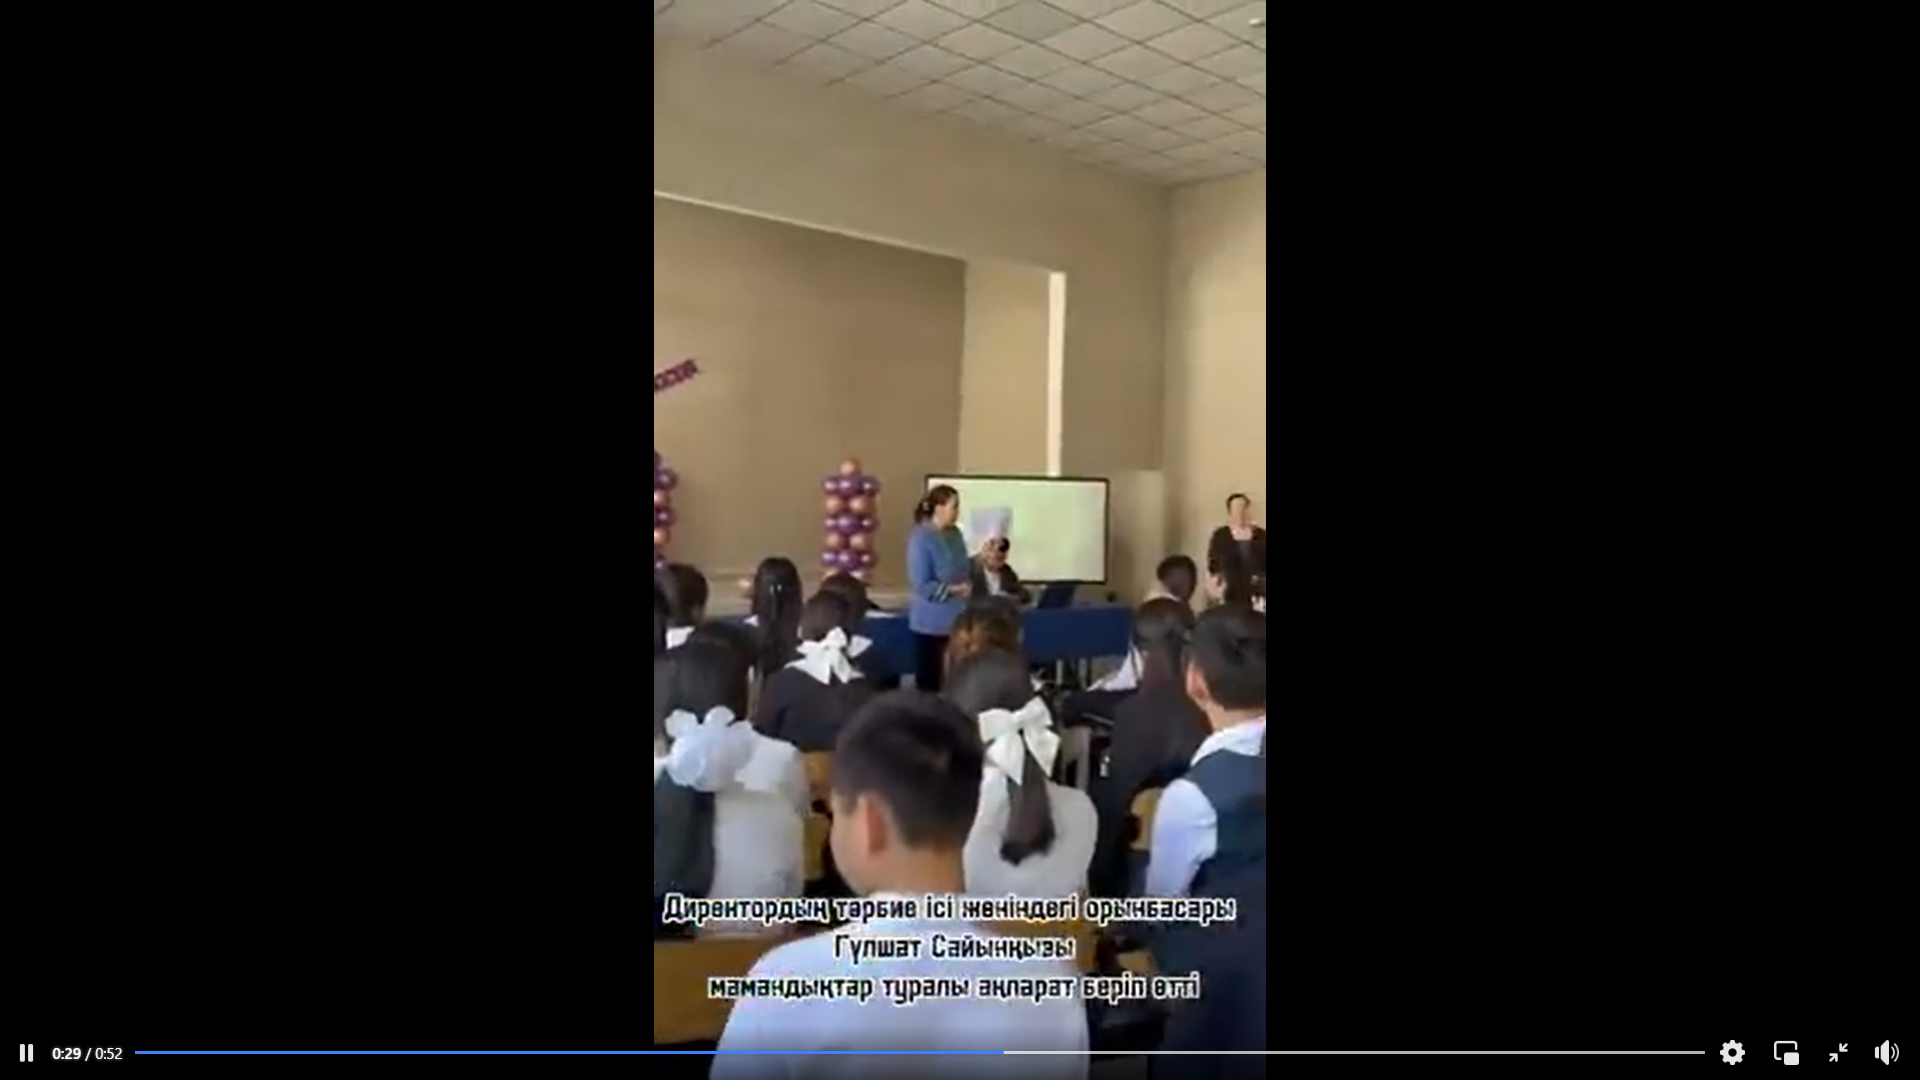 Директордың тәрбие ісі жөніндегі орынбасары
Гүлшат Сайынқызы
мамандықтар туралы ақпарат беріп өтті
0:29 / 0:52